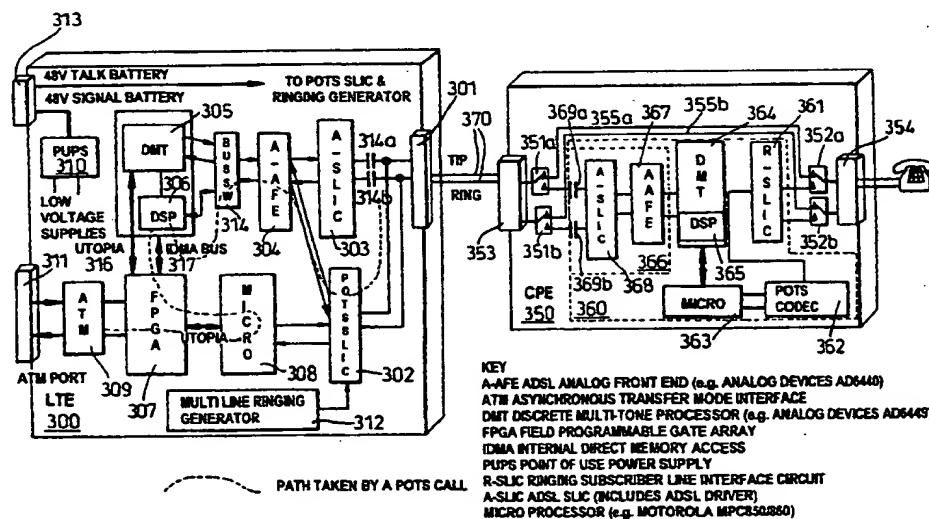 313
48V TALK BATTERY
48V SIGNAL BATTERY
TO POTS SLIC &
RINGING GENERATOR
301
370
305
DMT
PUPS
310
306
DSP
LOW
VOLTAGE
SUPPLIES
UTOPIA
316
IDMA BUS
317
BUSSW
314
A-AFE
304
A-SLIC
303
314a
314b
TIP
RING
311
ATM
309
ATM PORT
FPGA
307
UTOPIA
MICRO
308
POTSSLIC
302
LTE
300
MULTI LINE RINGING
GENERATOR
312
PATH TAKEN BY A POTS CALL
353
351a
351b
369a
369b
355a
355b
367
364
361
352a
352b
354
A-SLIC
368
AAFE
366
DMT
DSP
365
R-SLIC
CPE
350
360
MICRO
363
POTS
CODEC
362
KEY
A-AFE ADSL ANALOG FRONT END (e.g. ANALOG DEVICES AD6440)
ATM ASYNCHRONOUS TRANSFER MODE INTERFACE
DMT DISCRETE MULTI-TONE PROCESSOR (e.g. ANALOG DEVICES
FPGA FIELD PROGRAMMABLE GATE ARRAY
IDMA INTERNAL DIRECT MEMORY ACCESS
PUPS POINT OF USE POWER SUPPLY
R-SLIC RINGING SUBSCRIBER LINE INTERFACE CIRCUIT
A-SLIC ADSL SLIC (INCLUDES ADSL DRIVER)
MICRO PROCESSOR (e.g. MOTOROLA MPC850/860)